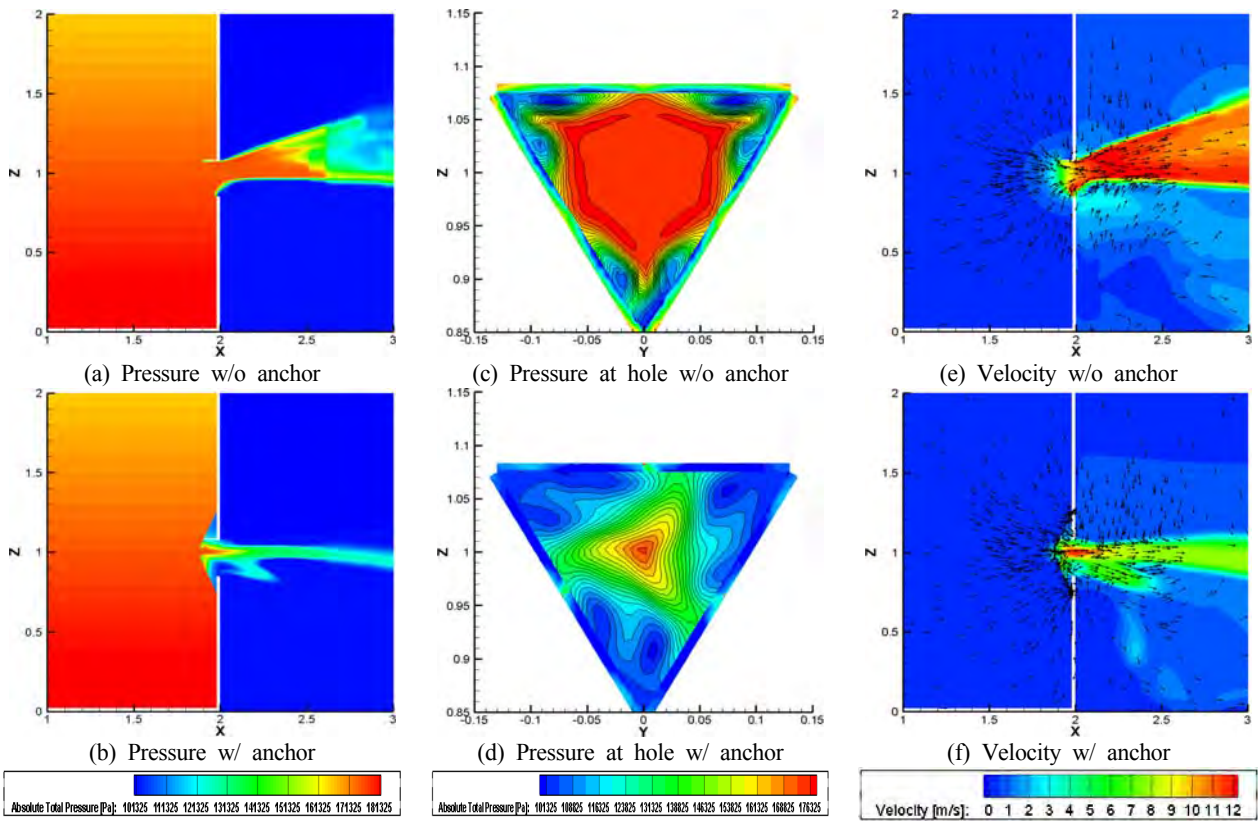 2
1.5
Z
1
0.5
0
1 1.5 2 2.5 3
X
(a) Pressure w/o anchor
1.15
1.1
1.05
Z
1
0.95
0.9
0.85
-0.1 -0.05 0 0.05 0.1 0.15
Y
(c) Pressure at hole w/o anchor
2
1.5
Z
1
0.5
0
1 1.5 2 2.5 3
X
(e) Velocity w/o anchor
2
1.5
Z
1
0.5
0
1 1.5 2 2.5 3
X
(b) Pressure w/ anchor
1.15
1.1
1.05
Z
1
0.95
0.9
0.85
-0.1 -0.05 0 0.05 0.1 0.15
Y
(d) Pressure at hole w/ anchor
2
1.5
Z
1
0.5
0
1 1.5 2 2.5 3
X
(f) Velocity w/ anchor
Absolute Total Pressure [Pa]: 101325 111325 121325 131325 141325 151325 161325 171325 181325
Absolute Total Pressure [Pa]: 101325 108825 116325 123825 131325 138825 146325 153825 161325 168825 176325
Velocity [m/s]: 0 1 2 3 4 5 6 7 8 9 10 11 12